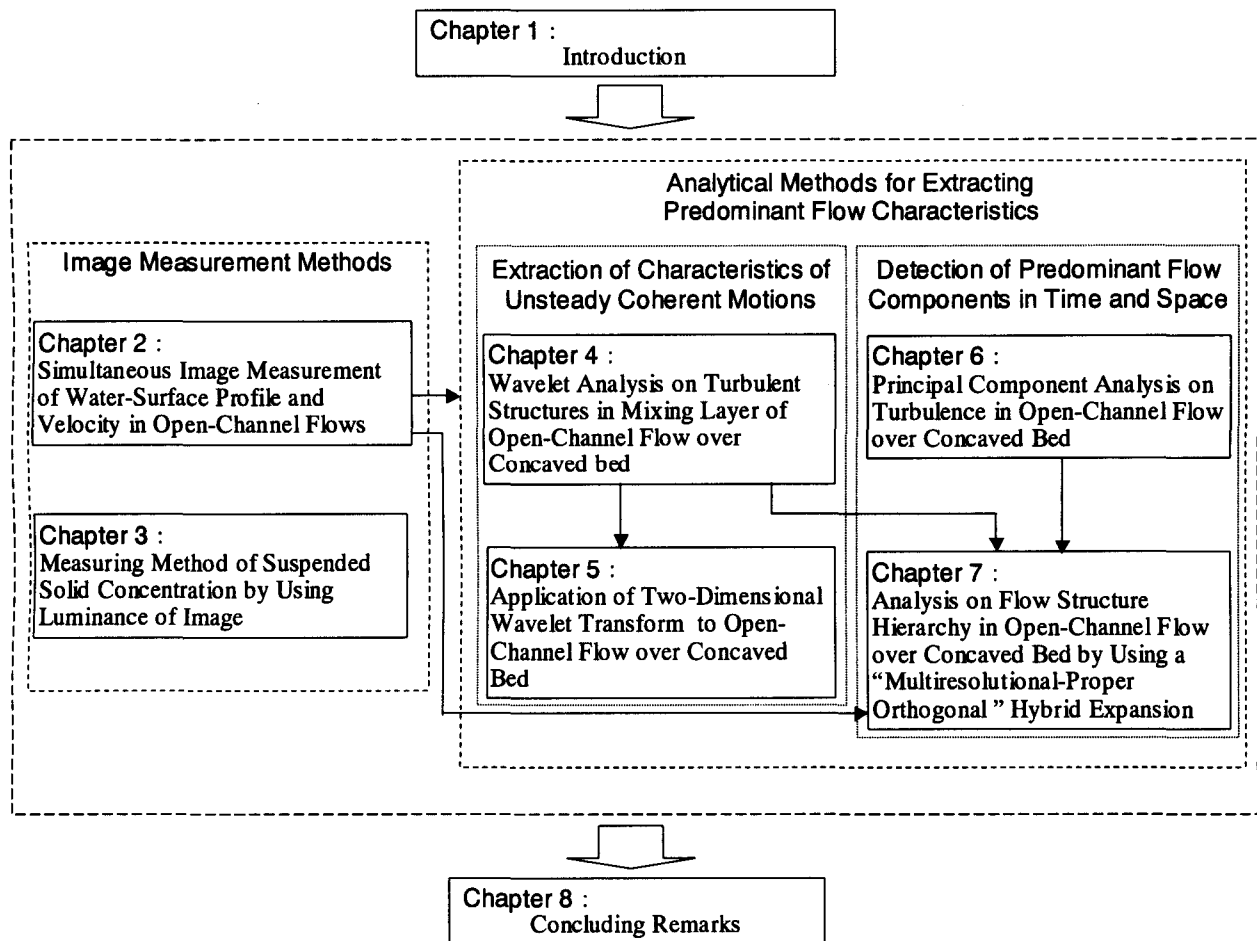 Chapter 1 :
Introduction
Analytical Methods for Extracting
Predominant Flow Characteristics
Image Measurement Methods
Chapter 2 :
Simultaneous Image Measurement
of Water-Surface Profile and
Velocity in Open-Channel Flows
Chapter 3 :
Measuring Method of Suspended
Solid Concentration by Using
Luminance of Image
Extraction of Characteristics of
Unsteady Coherent Motions
Chapter 4 :
Wavelet Analysis on Turbulent
Structures in Mixing Layer of
Open-Channel Flow over
Concaved bed
Chapter 5 :
Application of Two-Dimensional
Wavelet Transform to Open-
Channel Flow over Concaved
Bed
Detection of Predominant Flow
Components in Time and Space
Chapter 6 :
Principal Component Analysis on
Turbulence in Open-Channel Flow
over Concaved Bed
Chapter 7 :
Analysis on Flow Structure
Hierarchy in Open-Channel Flow
over Concaved Bed by Using a
“Multiresolutional-Proper
Orthogonal ” Hybrid Expansion
Chapter 8 :
Concluding Remarks